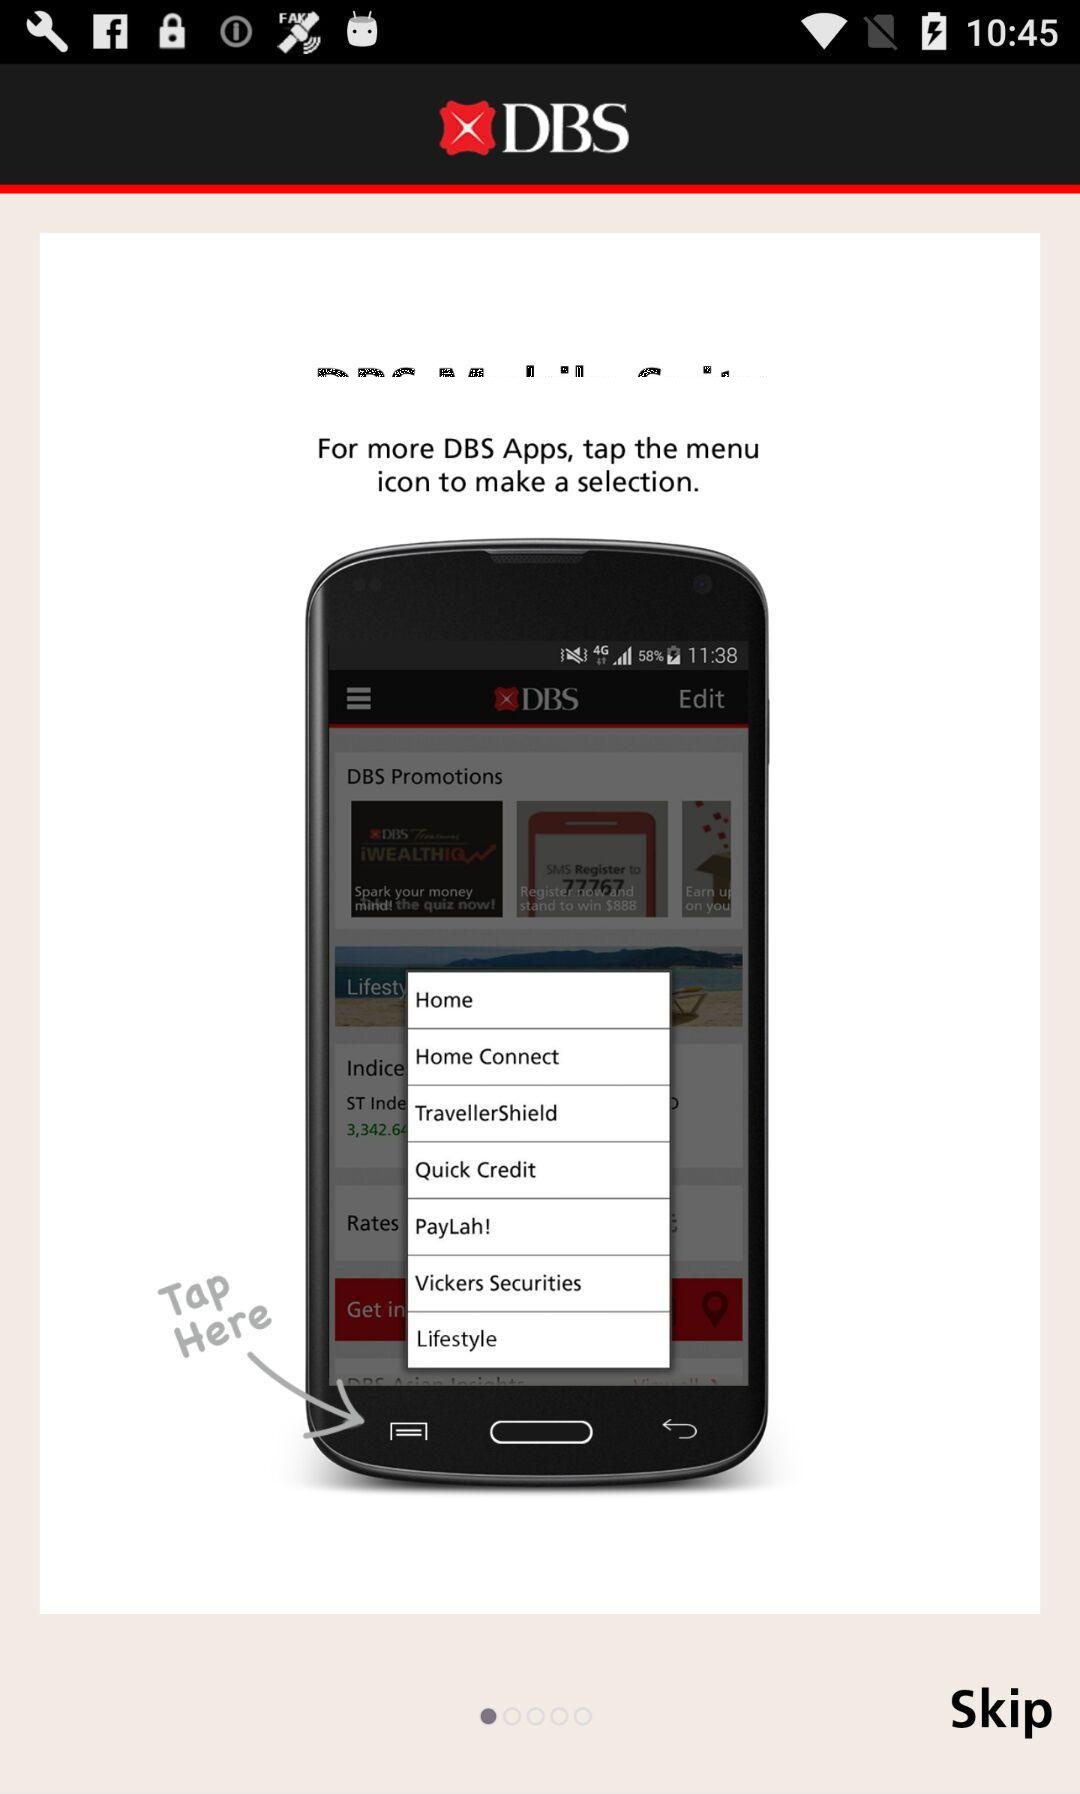 FAKE
10:45
DBS
For more DBS Apps, tap the menu
icon to make a selection.
4G 58% 11:38
DBS Edit
DBS Promotions
DBS Treasures
iWEALTHIQ
Spark your money
mind! the quiz now!
SMS Register to
77767
Register now and
stand to win $888
Earn up
on you
Lifesty
Home
Home Connect
Indice
ST Inde
TravellerShield
3,342.64
Quick Credit
Rates
PayLah!
Vickers Securities
Get in
Lifestyle
DBS Asian Insights View all
Tap
Here
Skip